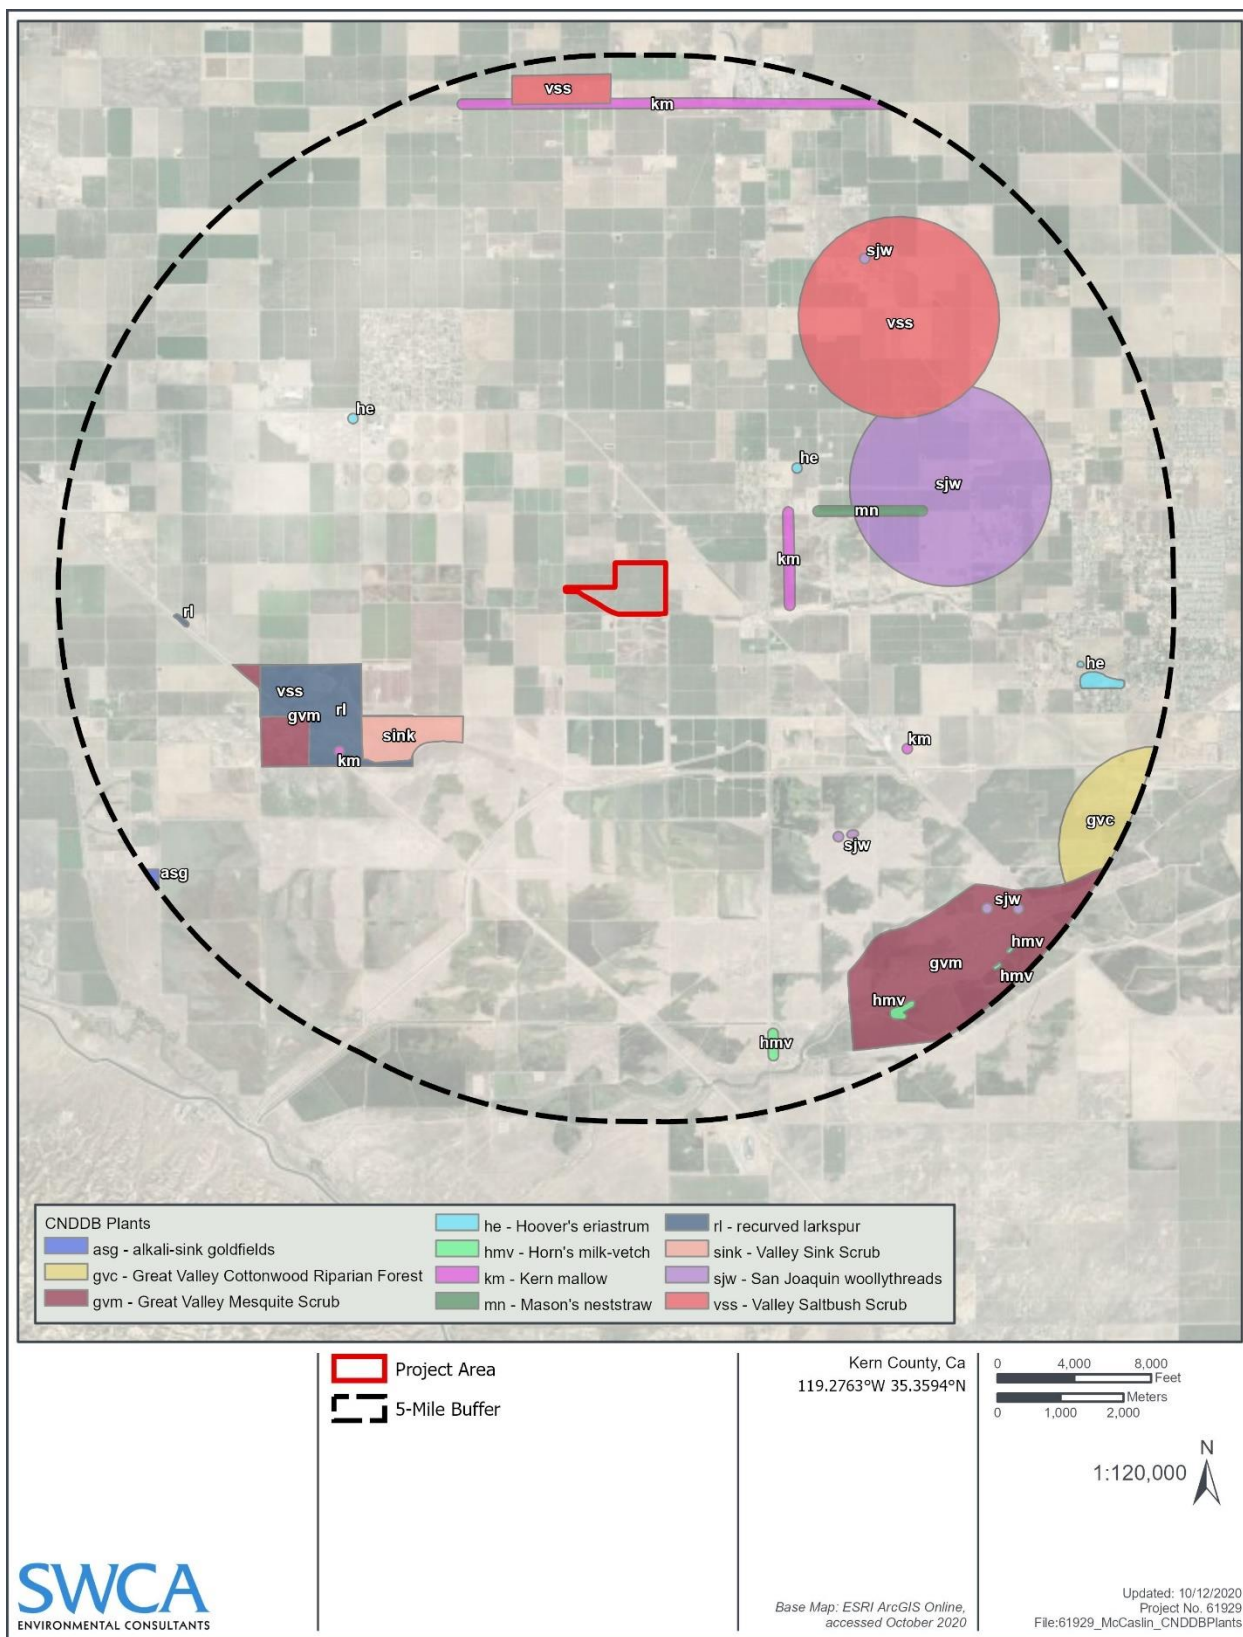 vss
km
sjw
vss
he
he
sjw
mn
km
rl
he
vss
rl
gvm
sink
km
km
gvc
sjw
asg
sjw
hmv
gvm
hmv
hmv
hmv
CNDDB Plants
asg - alkali-sink goldfields
gvc - Great Valley Cottonwood Riparian Forest
gvm - Great Valley Mesquite Scrub
he - Hoover's eriastrum
hmv - Horn's milk-vetch
km - Kern mallow
mn - Mason's neststraw
rl - recurved larkspur
sink - Valley Sink Scrub
sjw - San Joaquin woollythreads
vss - Valley Saltbush Scrub
Project Area
5-Mile Buffer
Kern County, Ca
119.2763°W 35.3594°N
0 4,000 8,000
Feet
Meters
0 1,000 2,000
N
1:120,000
SWCA
ENVIRONMENTAL CONSULTANTS
Base Map: ESRI ArcGIS Online,
accessed October 2020
Updated: 10/12/2020
Project No. 61929
File:61929_McCaslin_CNDDBPlants